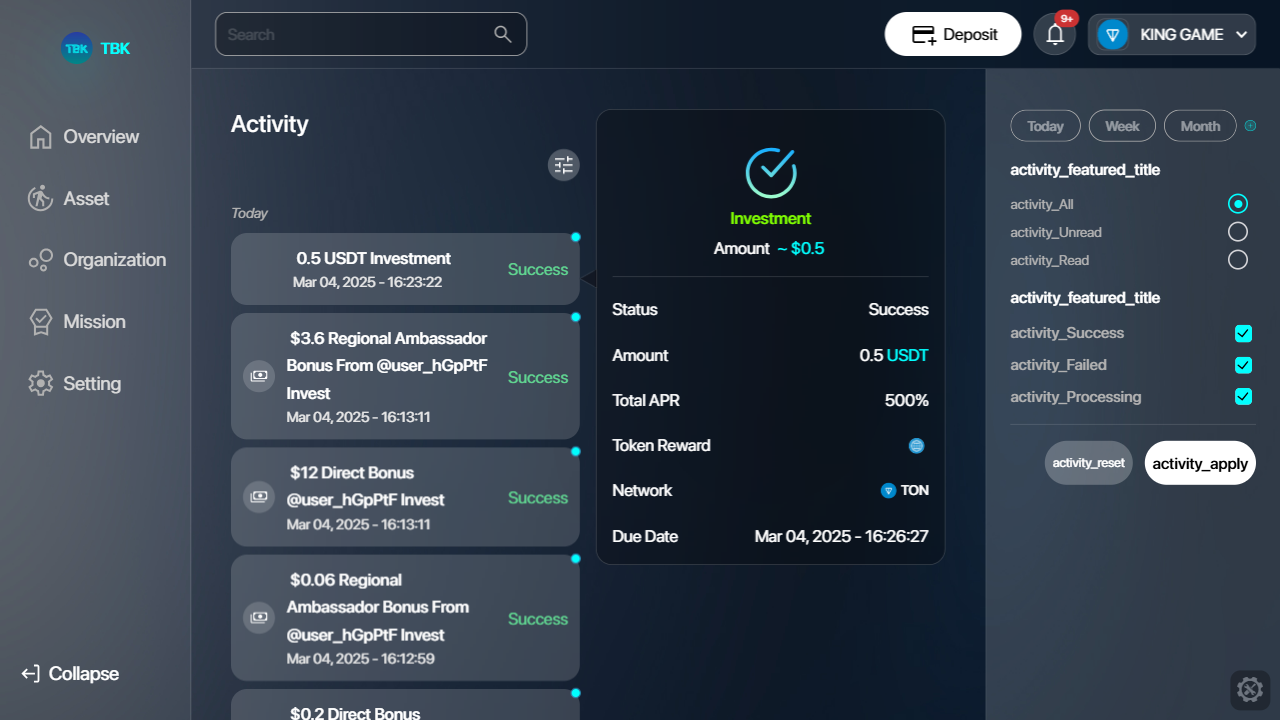 TBK TBK
Overview
Asset
Organization
Mission
Setting
Collapse
Search
Deposit
9+
KING GAME
Activity
Today
0.5 USDT Investment
Mar 04, 2025 - 16:23:22
Success
$3.6 Regional Ambassador
Bonus From @user_hGpPtF
Invest
Mar 04, 2025 - 16:13:11
Success
$12 Direct Bonus
@user_hGpPtF Invest
Mar 04, 2025 - 16:13:11
Success
$0.06 Regional
Ambassador Bonus From
@user_hGpPtF Invest
Mar 04, 2025 - 16:12:59
Success
$0.2 Direct Bonus
Investment
Amount ~ $0.5
Status Success
Amount 0.5 USDT
Total APR 500%
Token Reward
Network TON
Due Date Mar 04, 2025 - 16:26:27
Today Week Month
activity_featured_title
activity_All
activity_Unread
activity_Read
activity_featured_title
activity_Success
activity_Failed
activity_Processing
activity_reset activity_apply